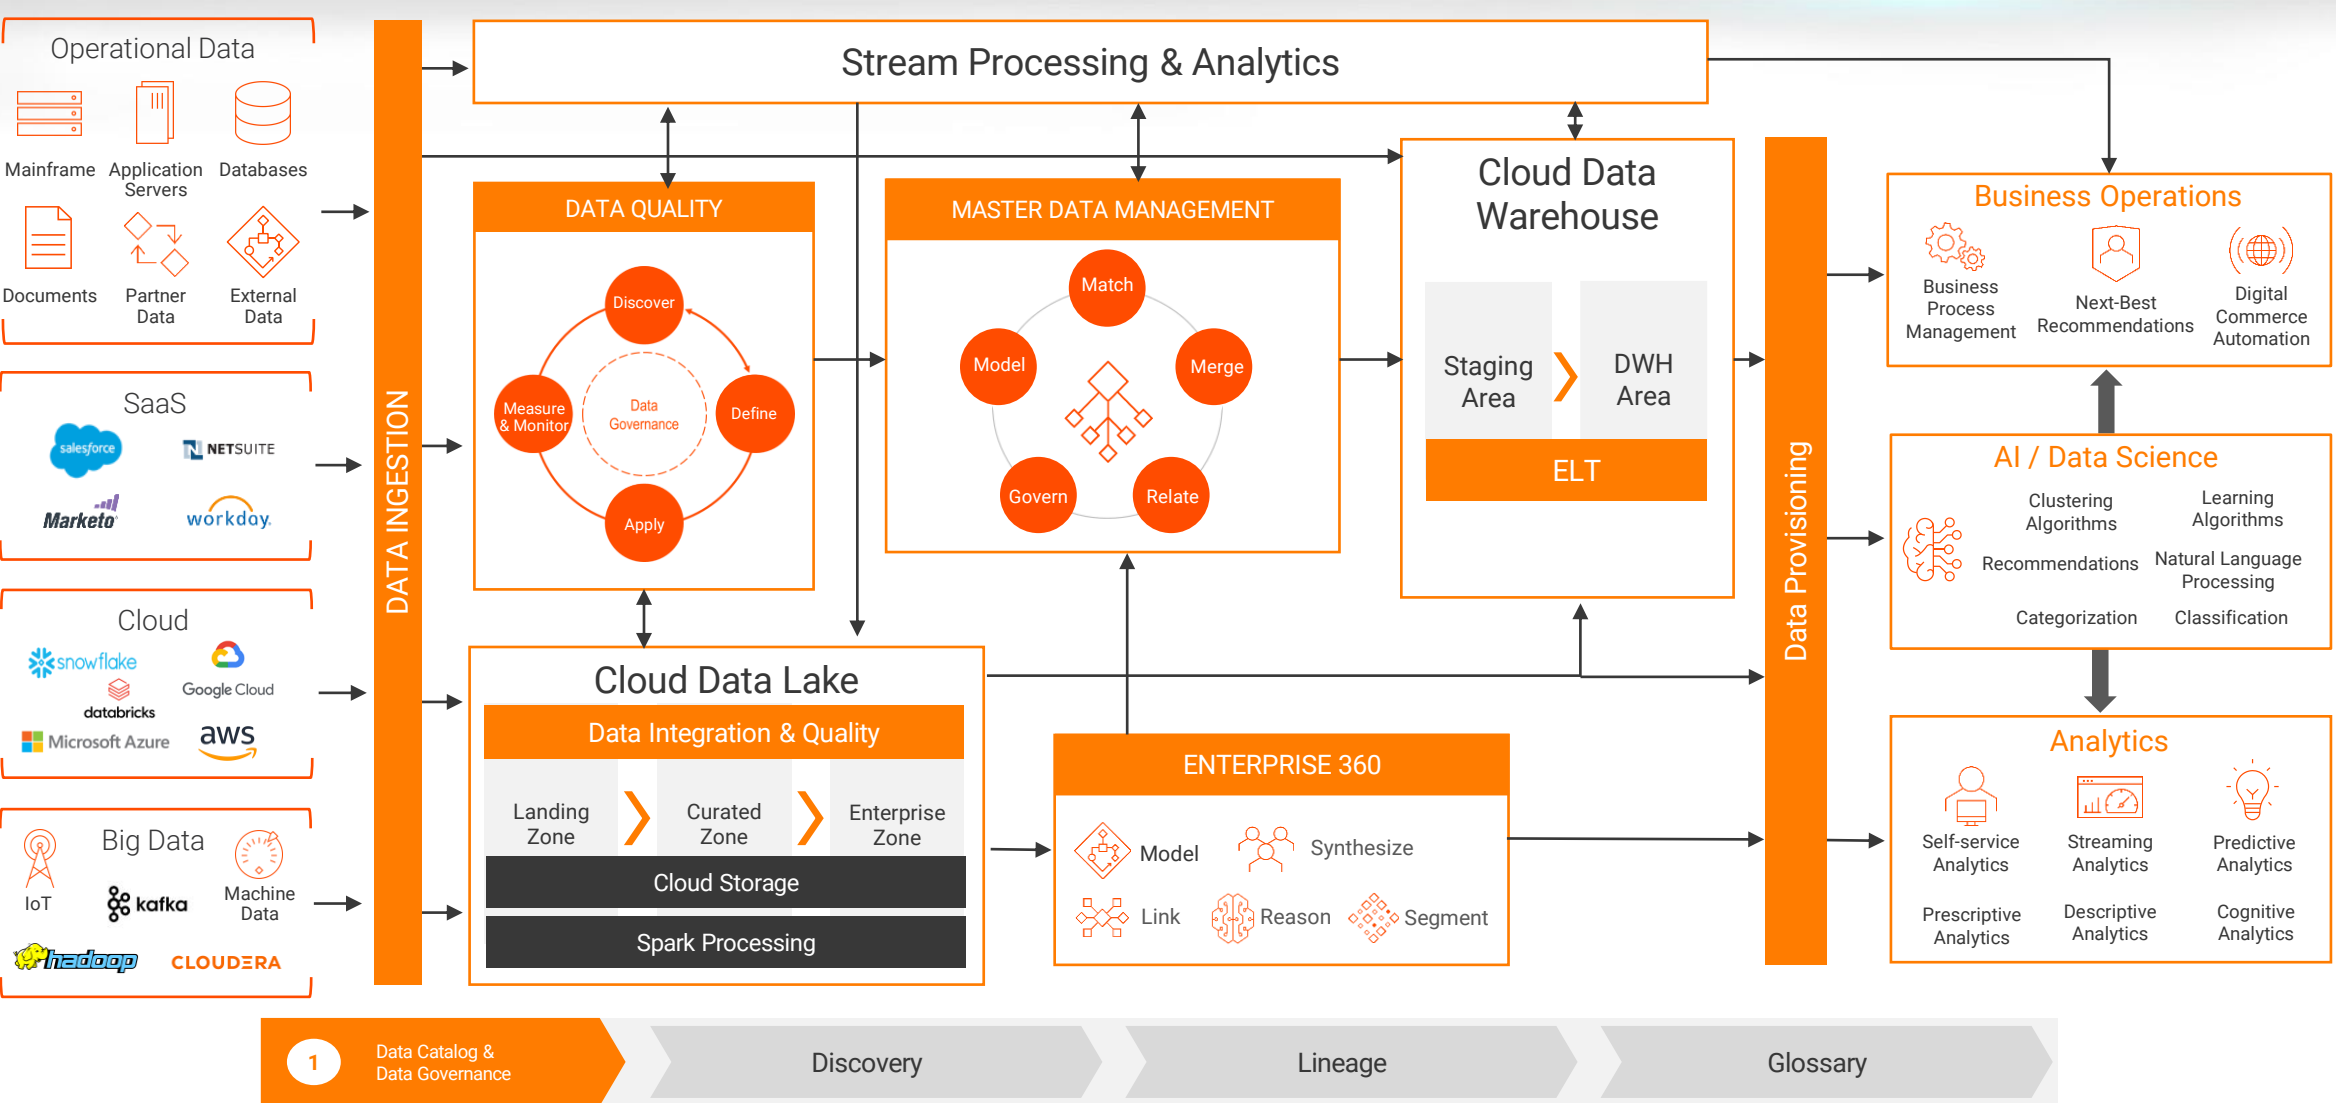 Operational Data
Mainframe
Application
Servers
Databases
Documents
Partner
Data
External
Data
SaaS
salesforce
N NETSUITE
Marketo
workday.
Cloud
snowflake
Google Cloud
databricks
Microsoft Azure
aws
Big Data
IoT
kafka
Machine
Data
hadoop
CLOUDERA
DATA INGESTION
Stream Processing & Analytics
DATA QUALITY
Discover
Measure
& Monitor
Data
Governance
Define
Apply
MASTER DATA MANAGEMENT
Match
Model
Merge
Govern
Relate
Cloud Data
Warehouse
Staging
Area
DWH
Area
ELT
Cloud Data Lake
Data Integration & Quality
Landing
Zone
Curated
Zone
Enterprise
Zone
Cloud Storage
Spark Processing
ENTERPRISE 360
Model
Synthesize
Link
Reason
Segment
Data Provisioning
Business Operations
Business
Process
Management
Next-Best
Recommendations
Digital
Commerce
Automation
AI / Data Science
Clustering
Algorithms
Learning
Algorithms
Recommendations
Natural Language
Processing
Categorization
Classification
Analytics
Self-service
Analytics
Streaming
Analytics
Predictive
Analytics
Prescriptive
Analytics
Descriptive
Analytics
Cognitive
Analytics
1
Data Catalog &
Data Governance
Discovery
Lineage
Glossary